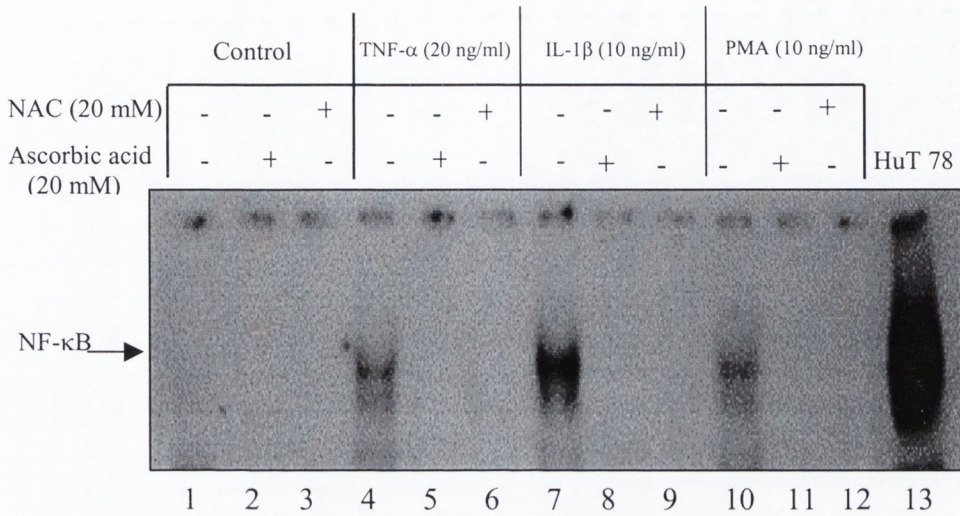 Control TNF-α (20 ng/ml) IL-1β (10 ng/ml) PMA (10 ng/ml)
NAC (20 mM) - - + - - + - - + - - +
Ascorbic acid - + - - + - - + - - + - HuT 78
(20 mM)
NF-κB
1 2 3 4 5 6 7 8 9 10 11 12 13